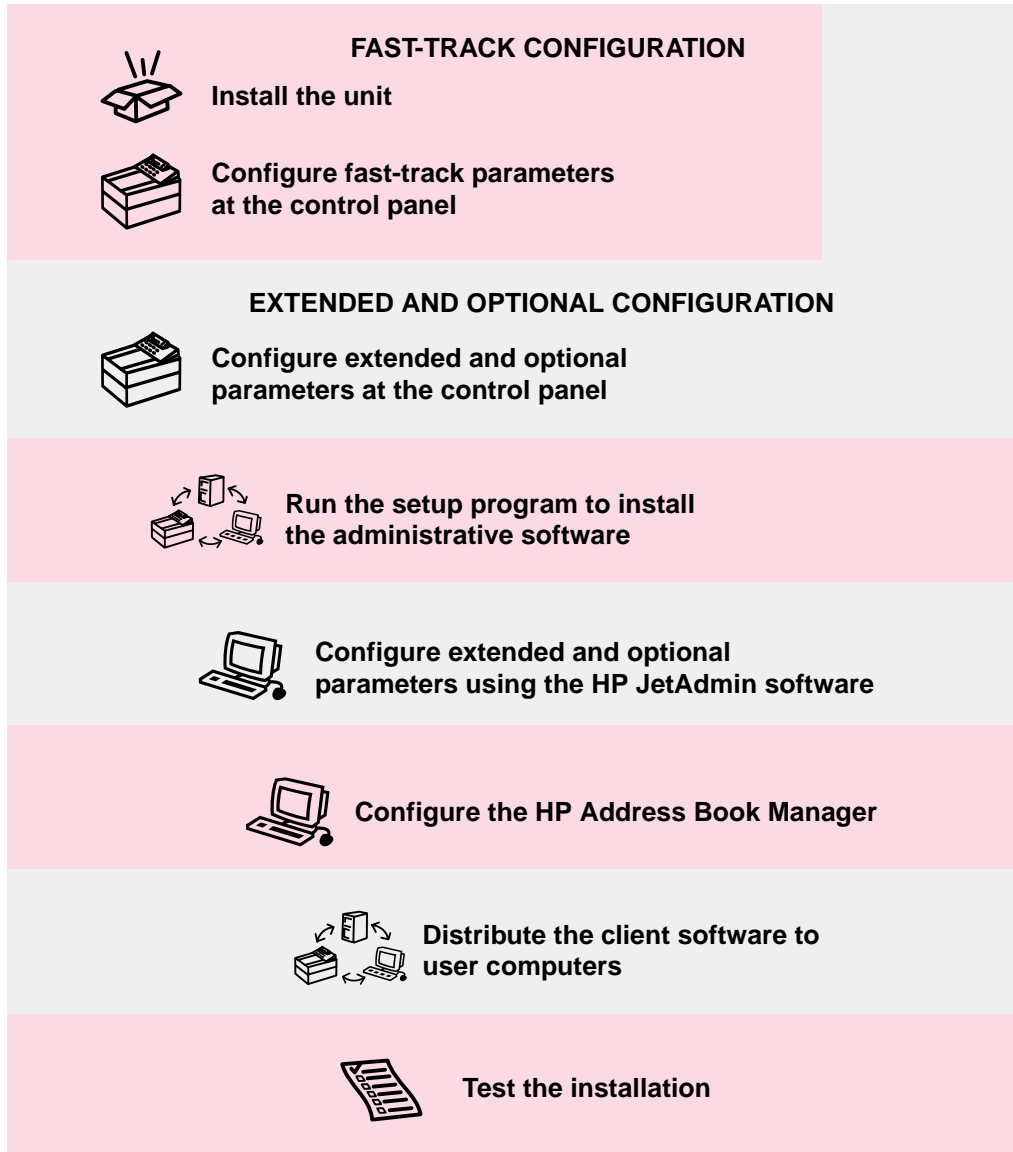 FAST-TRACK CONFIGURATION
Install the unit
Configure fast-track parameters
at the control panel
EXTENDED AND OPTIONAL CONFIGURATION
Configure extended and optional
parameters at the control panel
Run the setup program to install
the administrative software
Configure extended and optional
parameters using the HP JetAdmin software
Configure the HP Address Book Manager
Distribute the client software to
user computers
Test the installation